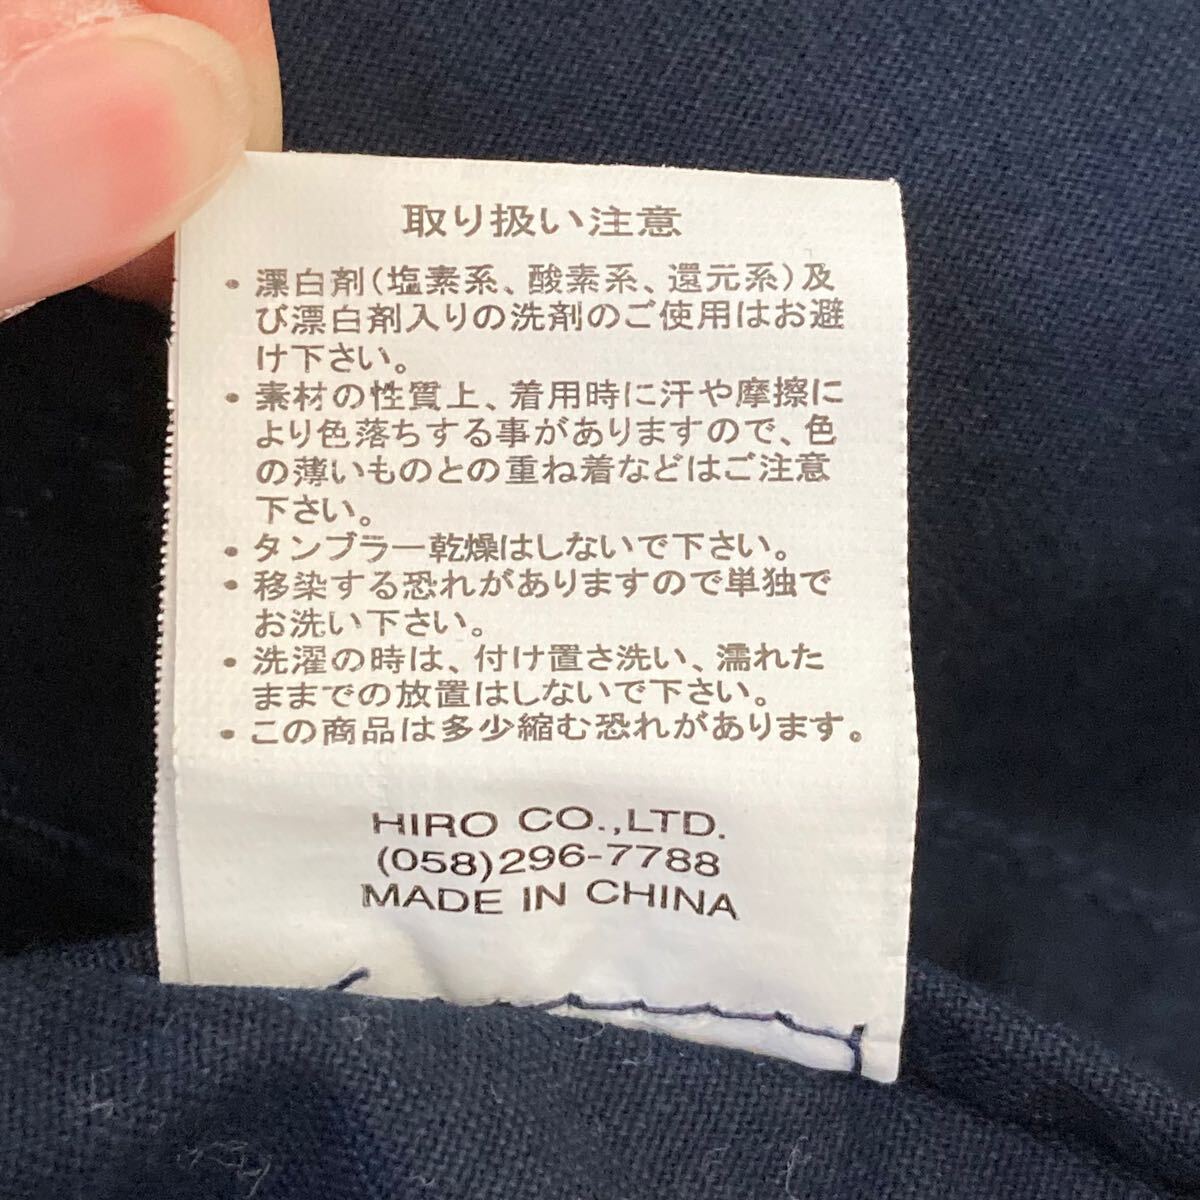 取り扱い注意
・漂白剤(塩素系、酸素系、還元系)及
び漂白剤入りの洗剤のご使用はお避
け下さい。
・素材の性質上、着用時に汗や摩擦に
より色落ちする事がありますので、色
の薄いものとの重ね着などはご注意
下さい。
・タンブラー乾燥はしないで下さい。
・移染する恐れがありますので単独で
お洗い下さい。
・洗濯の時は、付け置き洗い、濡れた
ままでの放置はしないで下さい。
・この商品は多少縮む恐れがあります。
HIRO CO.,LTD.
(058)296-7788
MADE IN CHINA